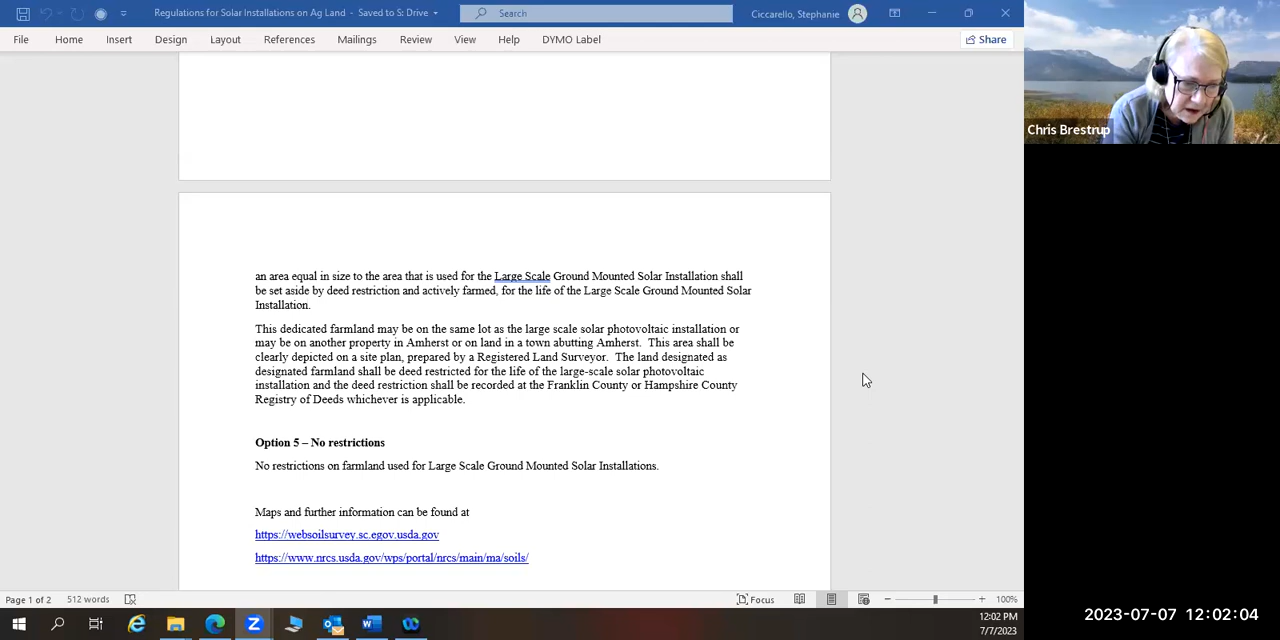 Regulations for Solar Installations on Ag Land - Saved to S: Drive
Search
Ciccarello, Stephanie
File Home Insert Design Layout References Mailings Review View Help DYMO Label
Share
Chris Brestrup
an area equal in size to the area that is used for the Large Scale Ground Mounted Solar Installation shall
be set aside by deed restriction and actively farmed, for the life of the Large Scale Ground Mounted Solar
Installation.
This dedicated farmland may be on the same lot as the large scale solar photovoltaic installation or
may be on another property in Amherst or on land in a town abutting Amherst.  This area shall be
clearly depicted on a site plan, prepared by a Registered Land Surveyor.  The land designated as
designated farmland shall be deed restricted for the life of the large-scale solar photovoltaic
installation and the deed restriction shall be recorded at the Franklin County or Hampshire County
Registry of Deeds whichever is applicable.
Option 5 – No restrictions
No restrictions on farmland used for Large Scale Ground Mounted Solar Installations.
Maps and further information can be found at
https://websoilsurvey.sc.egov.usda.gov
https://www.nrcs.usda.gov/wps/portal/nrcs/main/ma/soils/
Page 1 of 2 512 words
Focus
100%
12:02 PM
7/7/2023
2023-07-07 12:02:04